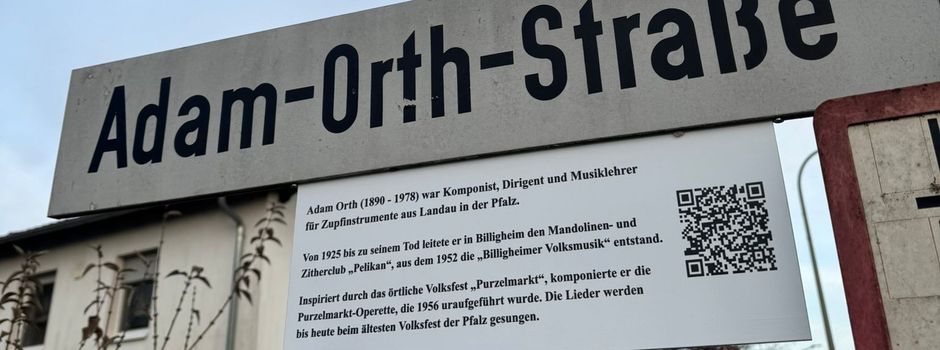 Adam-Orth-Straße
Adam Orth (1890 - 1978) war Komponist, Dirigent und Musiklehrer
für Zupfinstrumente aus Landau in der Pfalz.
Von 1925 bis zu seinem Tod leitete er in Billigheim den Mandolinen- und
Zitherclub „Pelikan“, aus dem 1952 die „Billigheimer Volksmusik“ entstand.
Inspiriert durch das örtliche Volksfest „Purzelmarkt“, komponierte er die
Purzelmarkt-Operette, die 1956 uraufgeführt wurde. Die Lieder werden
bis heute beim ältesten Volksfest der Pfalz gesungen.